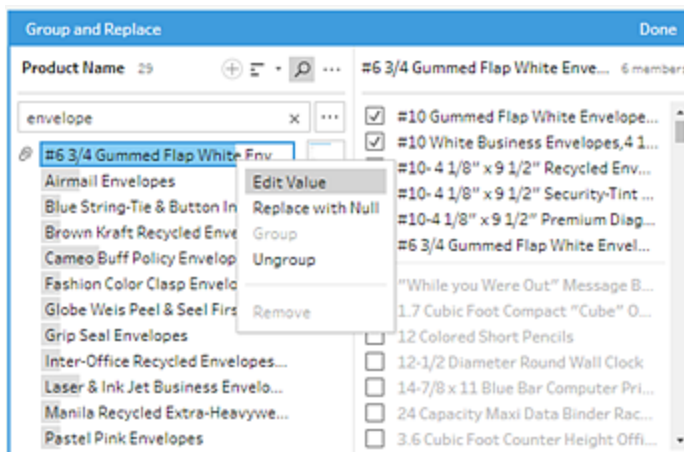 Group and Replace Done
Product Name 29
envelope
#6 3/4 Gummed Flap White Env
Airmail Envelopes
Blue String-Tie & Button In
Brown Kraft Recycled Enve
Cameo Buff Policy Envelop
Fashion Color Clasp Envelo
Globe Weis Peel & Seel Firs
Grip Seal Envelopes
Inter-Office Recycled Envelopes...
Laser & Ink Jet Business Envelo...
Manila Recycled Extra-Heavywe...
Pastel Pink Envelopes
Edit Value
Replace with Null
Group
Ungroup
Remove
#6 3/4 Gummed Flap White Enve... 6 members
#10 Gummed Flap White Envelope...
#10 White Business Envelopes,4 1...
#10- 4 1/8" x 9 1/2" Recycled Env...
#10- 4 1/8" x 9 1/2" Security-Tint ...
#10-4 1/8" x 9 1/2" Premium Diag...
#6 3/4 Gummed Flap White Envel...
"While you Were Out" Message B...
1.7 Cubic Foot Compact "Cube" O...
12 Colored Short Pencils
12-1/2 Diameter Round Wall Clock
14-7/8 x 11 Blue Bar Computer Pri...
24 Capacity Maxi Data Binder Rac...
3.6 Cubic Foot Counter Height Offi...